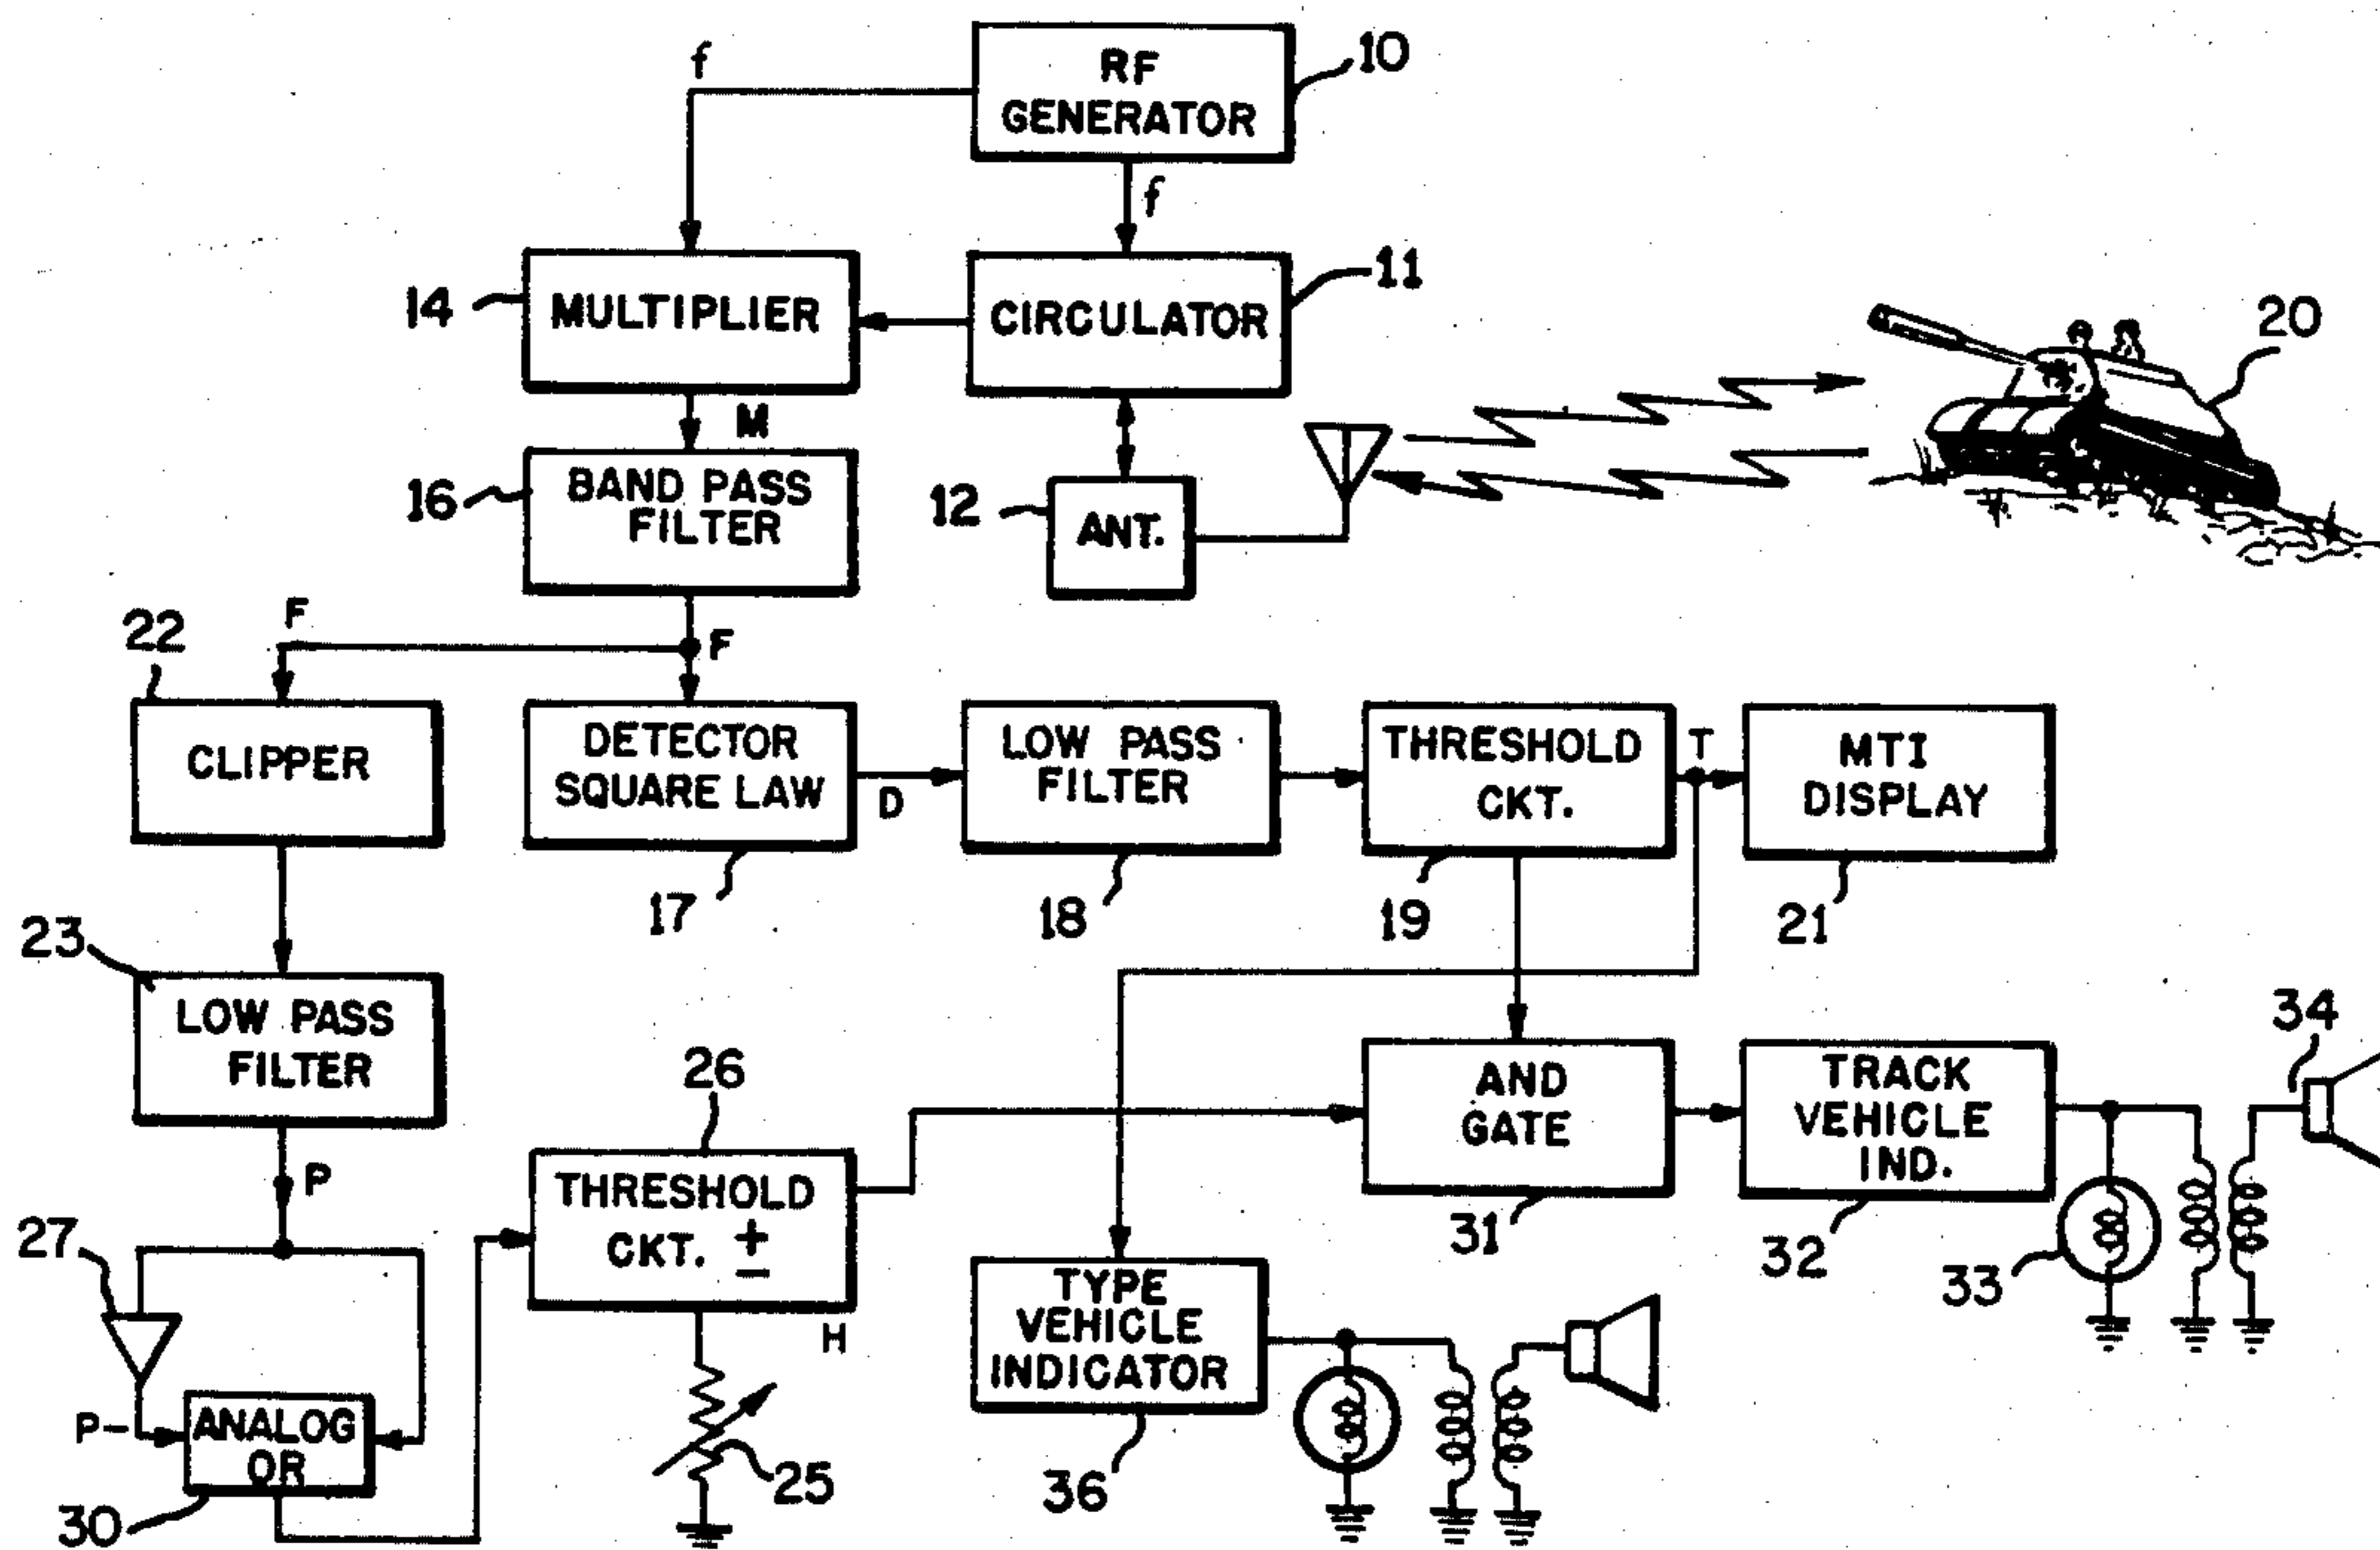 RF
GENERATOR
10
f
f
MULTIPLIER
14
CIRCULATOR
11
20
M
BAND PASS
FILTER
16
12
ANT.
F
F
22
CLIPPER
DETECTOR
SQUARE LAW
D
17
LOW PASS
FILTER
18
THRESHOLD
CKT.
19
T
MTI
DISPLAY
21
23
LOW PASS
FILTER
P
26
THRESHOLD
CKT. +
-
H
25
AND
GATE
31
TRACK
VEHICLE
IND.
32
33
34
27
P-
ANALOG
OR
30
TYPE
VEHICLE
INDICATOR
36